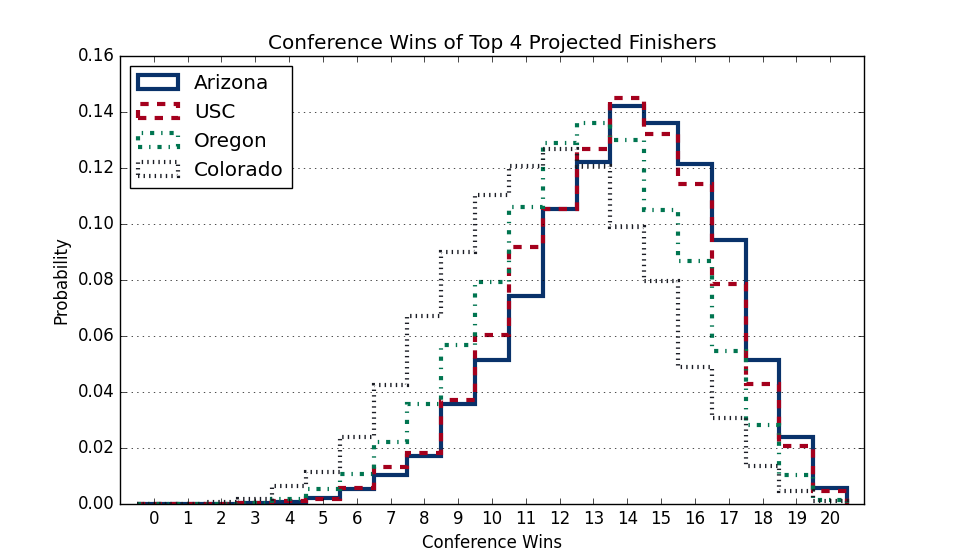 Conference Wins of Top 4 Projected Finishers
0.16
0.14
0.12
0.10
0.08
0.06
0.04
0.02
0.00
Probability
Arizona
USC
Oregon
Colorado
0 1 2 3 4 5 6 7 8 9 10 11 12 13 14 15 16 17 18 19 20
Conference Wins